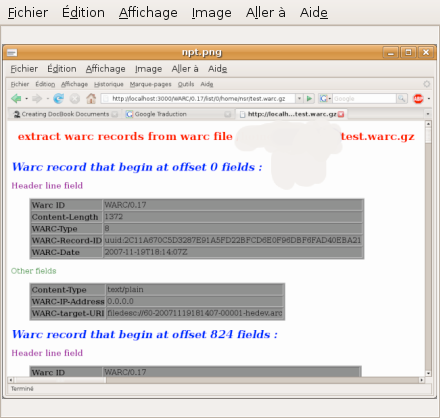 Fichier Édition Affichage Image Aller à Aide
npt.png
Fichier Édition Affichage Image Aller à Aide
Fichier Édition Affichage Historique Marque-pages Outils Aide
http://localhost:3000/WARC/0.17/list/0/home/nsr/test.warc.gz Google
Creating DocBook Documents Google Traduction http://localh...test.warc.gz
extract warc records from warc file test.warc.gz
Warc record that begin at offset 0 fields :
Header line field
Warc ID WARC/0.17
Content-Length 1372
WARC-Type 8
WARC-Record-ID uuid:2C11A670C5D3287E91A5FD22BFCD6E0F96DBF6FAD40EBA21
WARC-Date 2007-11-19T18:14:07Z
Other fields
Content-Type text/plain
WARC-IP-Address 0.0.0.0
WARC-target-URI filedesc://60-20071119181407-00001-hedev.arc
Warc record that begin at offset 824 fields :
Header line field
Warc ID WARC/0.17
Terminé